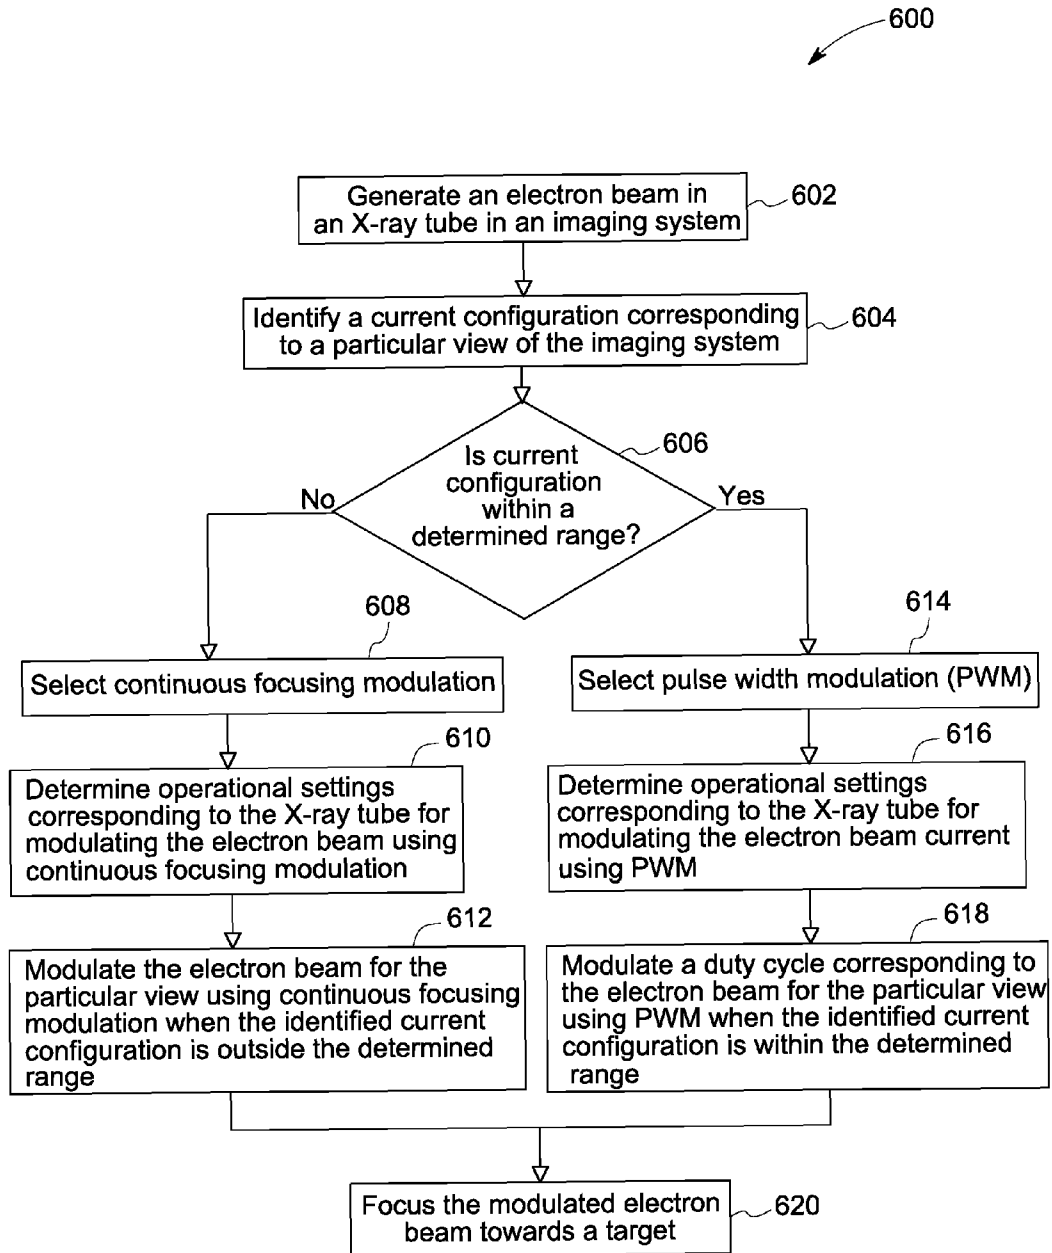 600
Generate an electron beam in
an X-ray tube in an imaging system
602
Identify a current configuration corresponding
to a particular view of the imaging system
604
Is current
configuration
within a
determined range?
606
No
Yes
608
Select continuous focusing modulation
610
Determine operational settings
corresponding to the X-ray tube for
modulating the electron beam using
continuous focusing modulation
612
Modulate the electron beam for the
particular view using continuous focusing
modulation when the identified current
configuration is outside the determined
range
614
Select pulse width modulation (PWM)
616
Determine operational settings
corresponding to the X-ray tube for
modulating the electron beam current
using PWM
618
Modulate a duty cycle corresponding to
the electron beam for the particular view
using PWM when the identified current
configuration is within the determined
range
Focus the modulated electron
beam towards a target
620